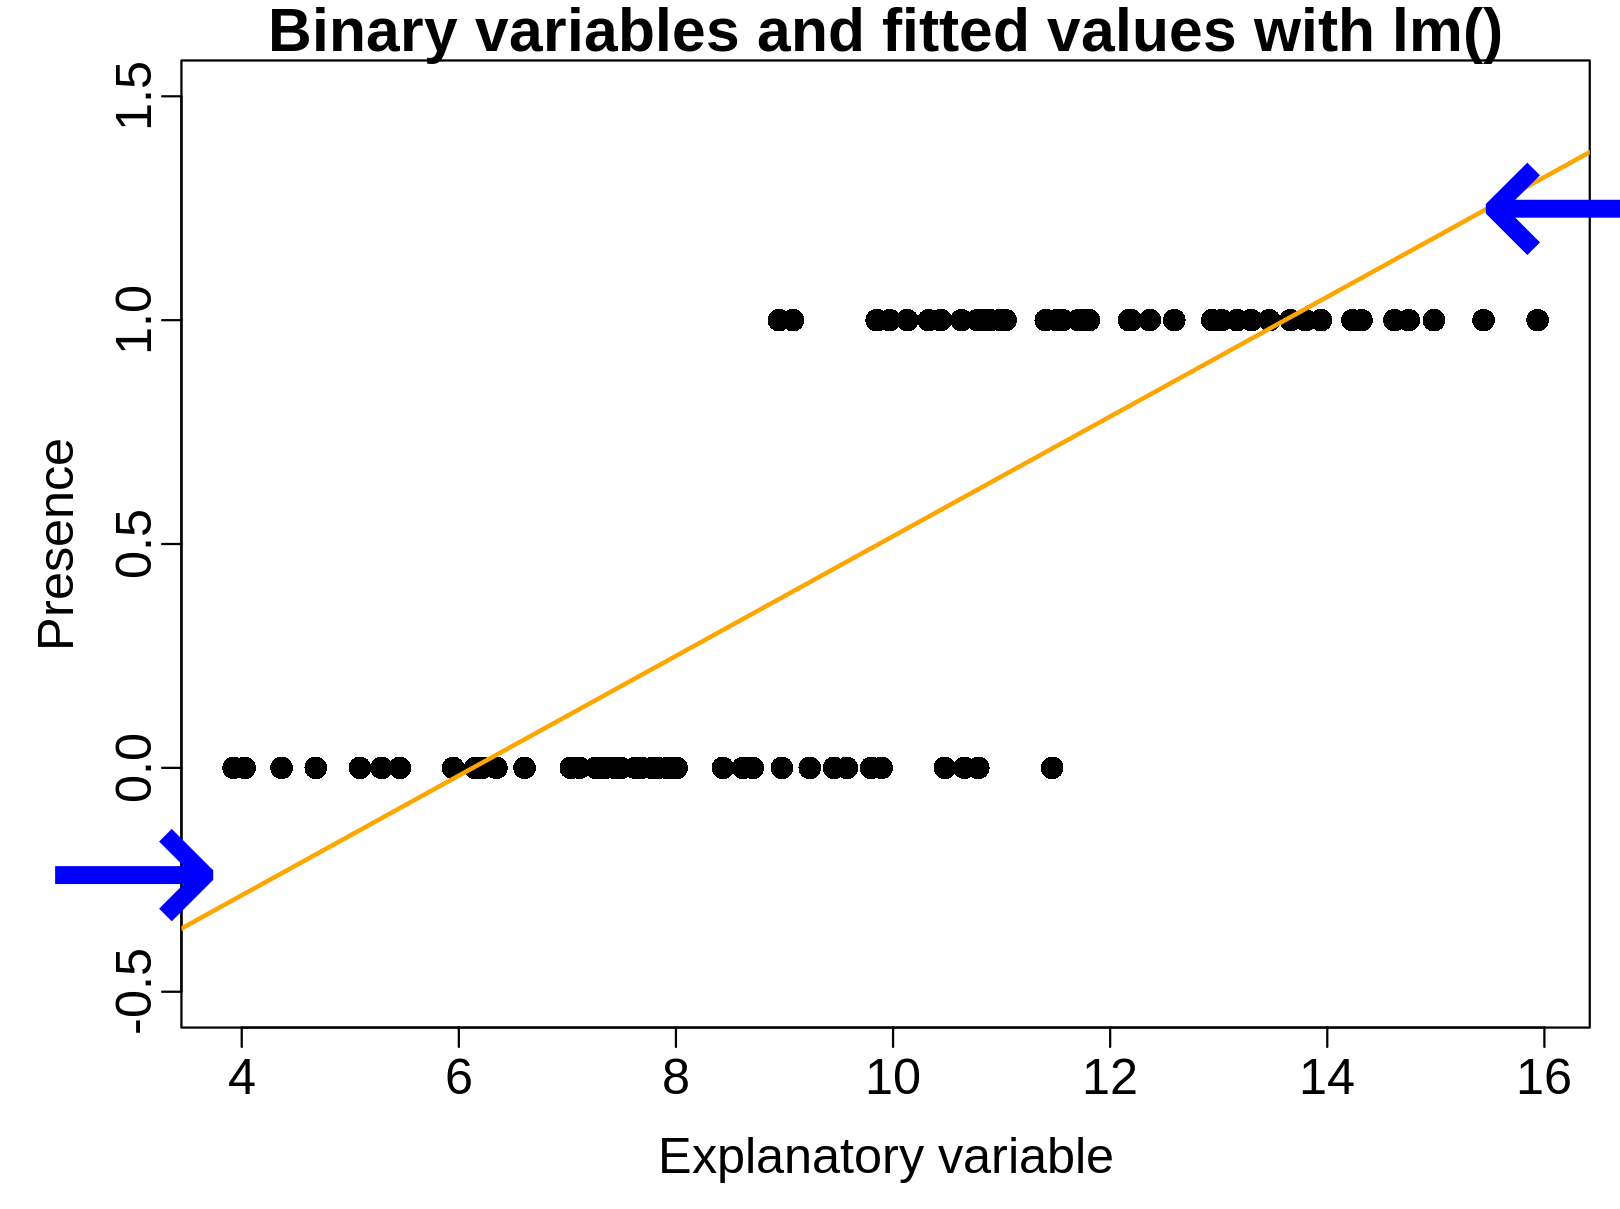 Binary variables and fitted values with lm()
1.5
1.0
0.5
0.0
-0.5
Presence
4 6 8 10 12 14 16
Explanatory variable